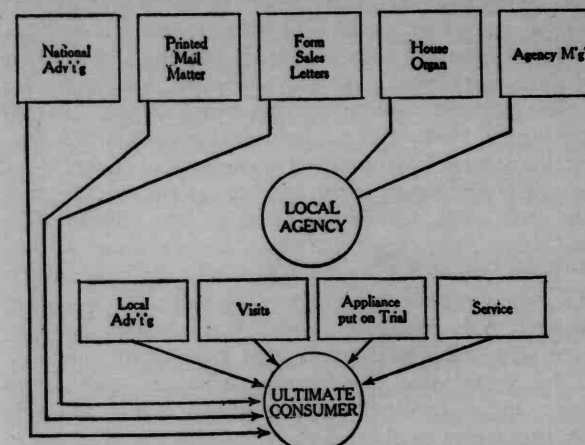 National
Adv't'g
Printed
Mail
Matter
Form
Sales
Letters
House
Organ
Agency M'g'
LOCAL
AGENCY
Local
Adv't'g
Visits
Appliance
put on Trial
Service
ULTIMATE
CONSUMER